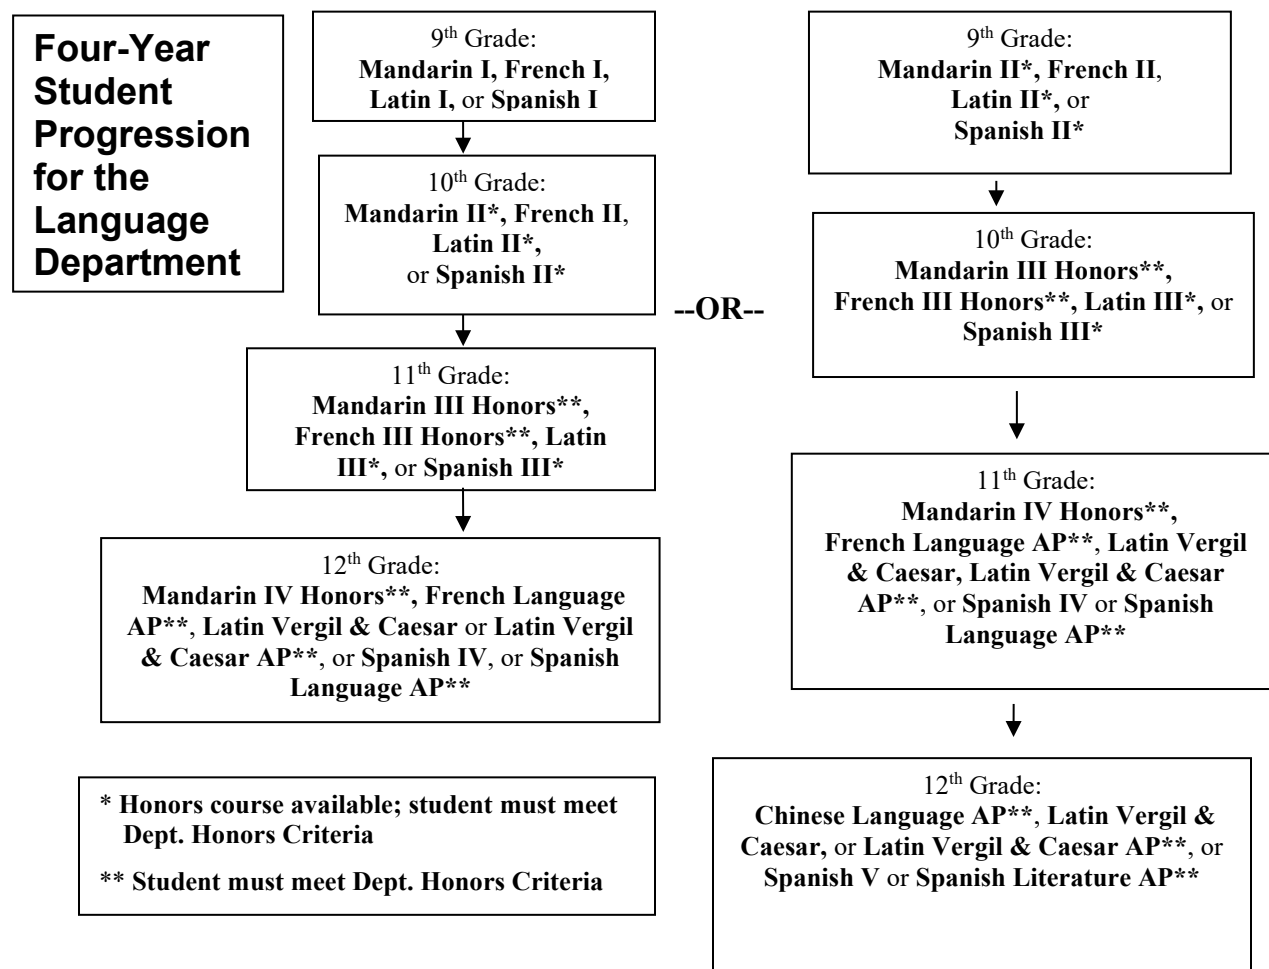 Four-Year
Student
Progression
for the
Language
Department
9th Grade:
Mandarin I, French I,
Latin I, or Spanish I
10th Grade:
Mandarin II*, French II,
Latin II*,
or Spanish II*
11th Grade:
Mandarin III Honors**,
French III Honors**, Latin
III*, or Spanish III*
12th Grade:
Mandarin IV Honors**, French Language
AP**, Latin Vergil & Caesar or Latin Vergil
& Caesar AP**, or Spanish IV, or Spanish
Language AP**
--OR--
9th Grade:
Mandarin II*, French II,
Latin II*, or
Spanish II*
10th Grade:
Mandarin III Honors**,
French III Honors**, Latin III*, or
Spanish III*
11th Grade:
Mandarin IV Honors**,
French Language AP**, Latin Vergil
& Caesar, Latin Vergil & Caesar
AP**, or Spanish IV or Spanish
Language AP**
12th Grade:
Chinese Language AP**, Latin Vergil &
Caesar, or Latin Vergil & Caesar AP**, or
Spanish V or Spanish Literature AP**
* Honors course available; student must meet
Dept. Honors Criteria
** Student must meet Dept. Honors Criteria